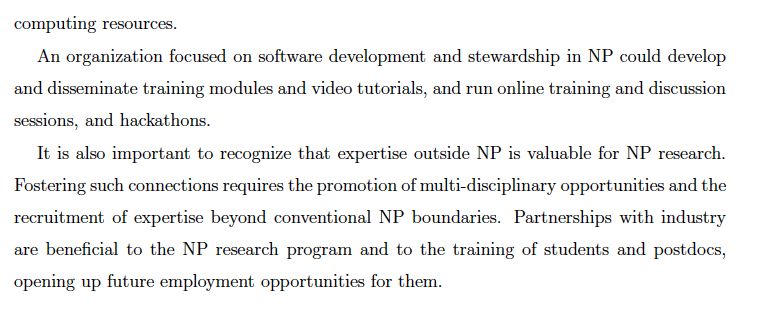 computing resources.
An organization focused on software development and stewardship in NP could develop
and disseminate training modules and video tutorials, and run online training and discussion
sessions, and hackathons.
It is also important to recognize that expertise outside NP is valuable for NP research.
Fostering such connections requires the promotion of multi-disciplinary opportunities and the
recruitment of expertise beyond conventional NP boundaries. Partnerships with industry
are beneficial to the NP research program and to the training of students and postdocs,
opening up future employment opportunities for them.